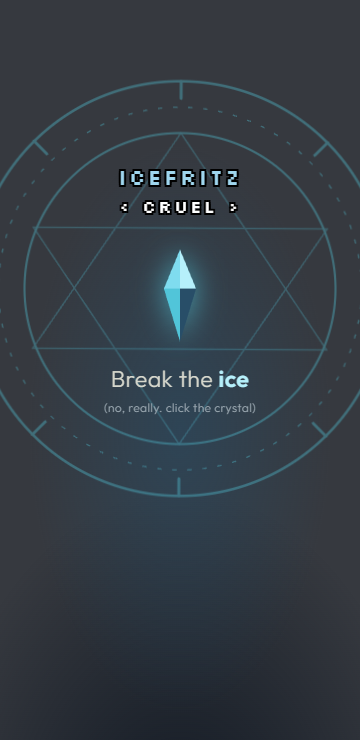 ICEFRITZ
< CRUEL >
Break the ice
(no, really. click the crystal)